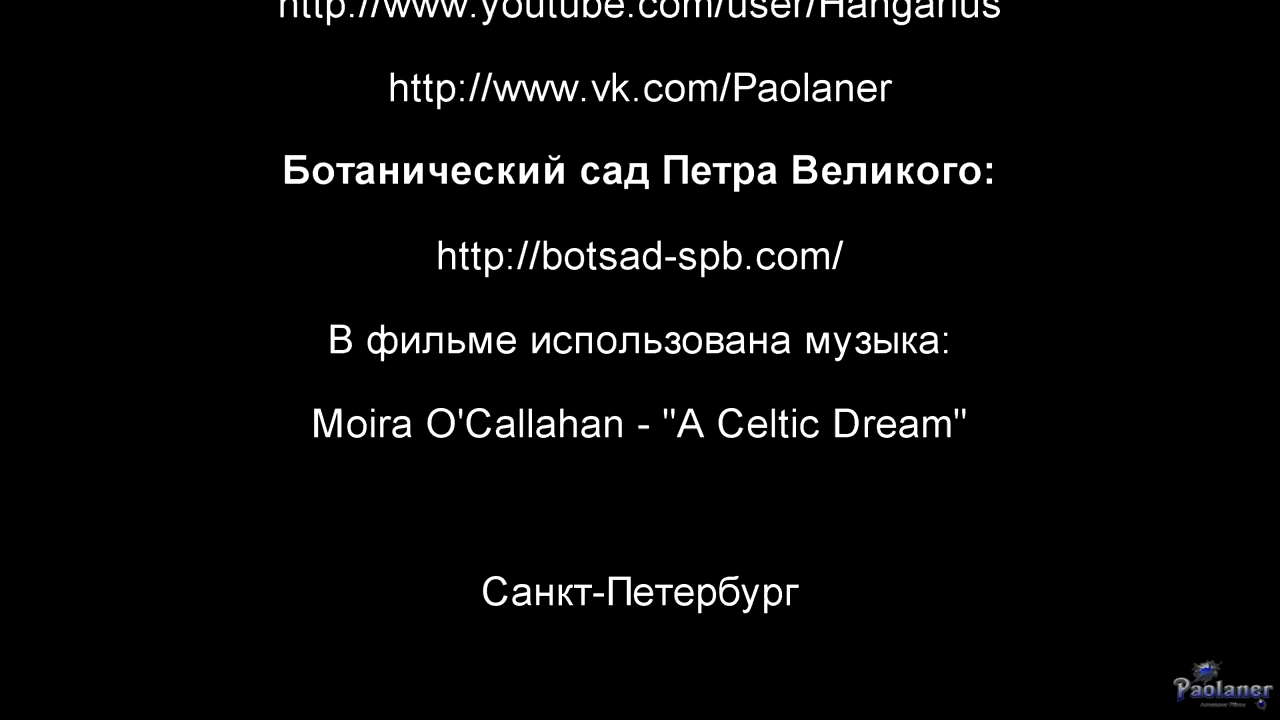 http://www.youtube.com/user/Hangarius
http://www.vk.com/Paolaner
Ботанический сад Петра Великого:
http://botsad-spb.com/
В фильме использована музыка:
Moira O'Callahan - "A Celtic Dream"
Санкт-Петербург
Paolaner